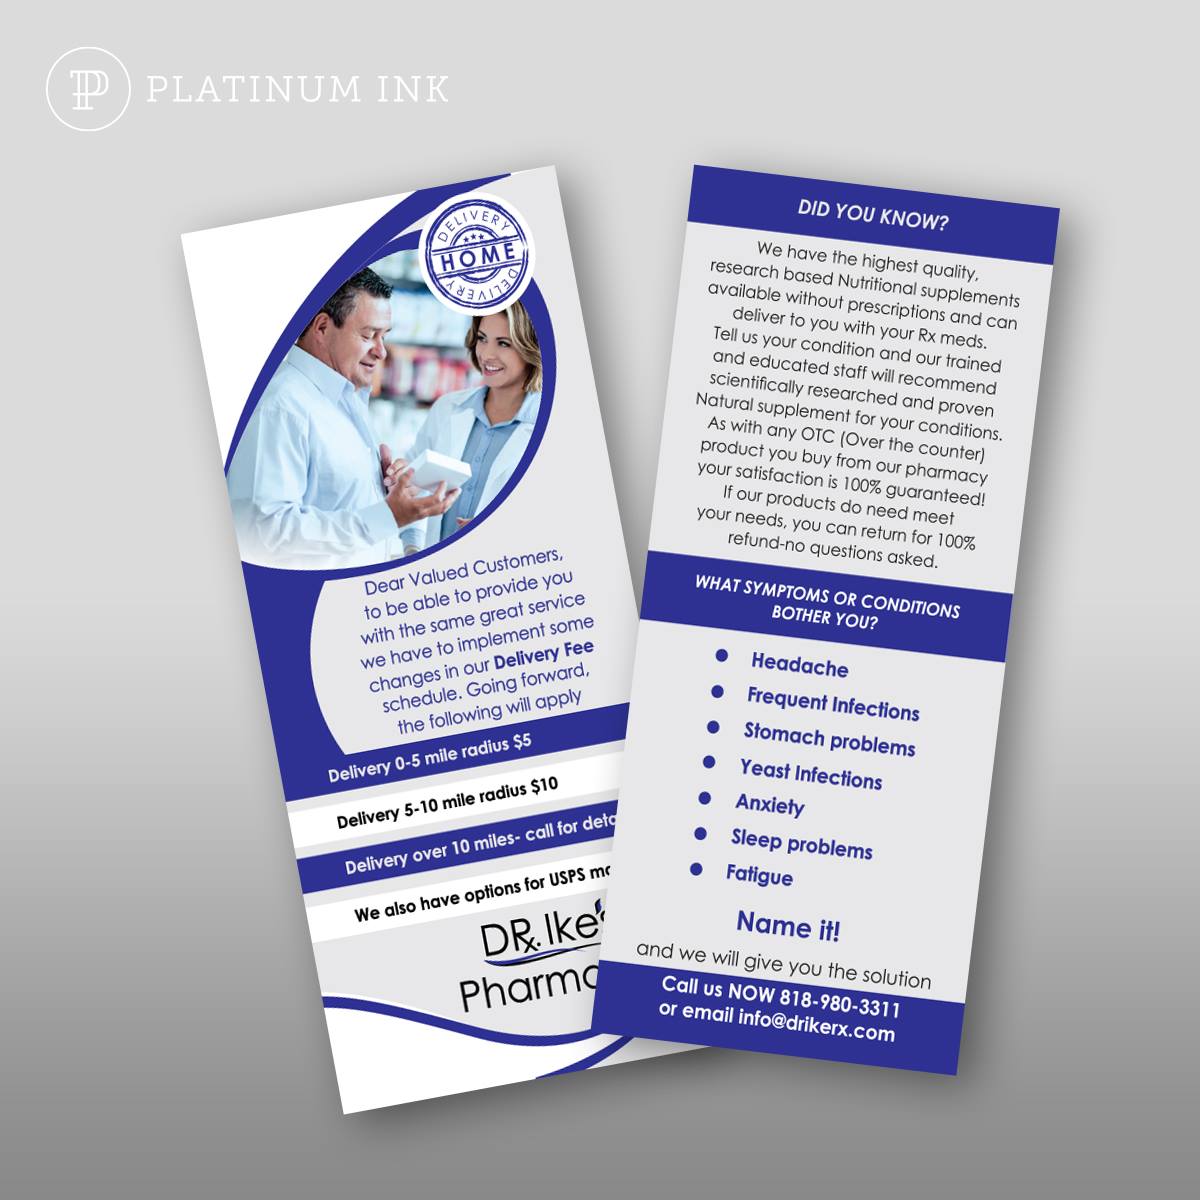 PLATINUM INK
DELIVERY
HOME
DELIVERY
Dear Valued Customers,
to be able to provide you
with the same great service
we have to implement some
changes in our Delivery Fee
schedule. Going forward,
the following will apply
Delivery 0-5 mile radius $5
Delivery 5-10 mile radius $10
Delivery over 10 miles- call for
We also have options for USPS
DR. Ike's
DID YOU KNOW?
We have the highest quality,
research based Nutritional supplements
available without prescriptions and can
deliver to you with your Rx meds.
Tell us your condition and our trained
and educated staff will recommend
scientifically researched and proven
Natural supplement for your conditions.
As with any OTC (Over the counter)
product you buy from our pharmacy
your satisfaction is 100% guaranteed!
If our products do need meet
your needs, you can return for 100%
refund-no questions asked.
WHAT SYMPTOMS OR CONDITIONS
BOTHER YOU?
• Headache
• Frequent Infections
• Stomach problems
• Yeast Infections
• Anxiety
• Sleep problems
• Fatigue
Name it!
and we will give you the solution
Call us NOW 818-980-3311
or email info@drikerx.com